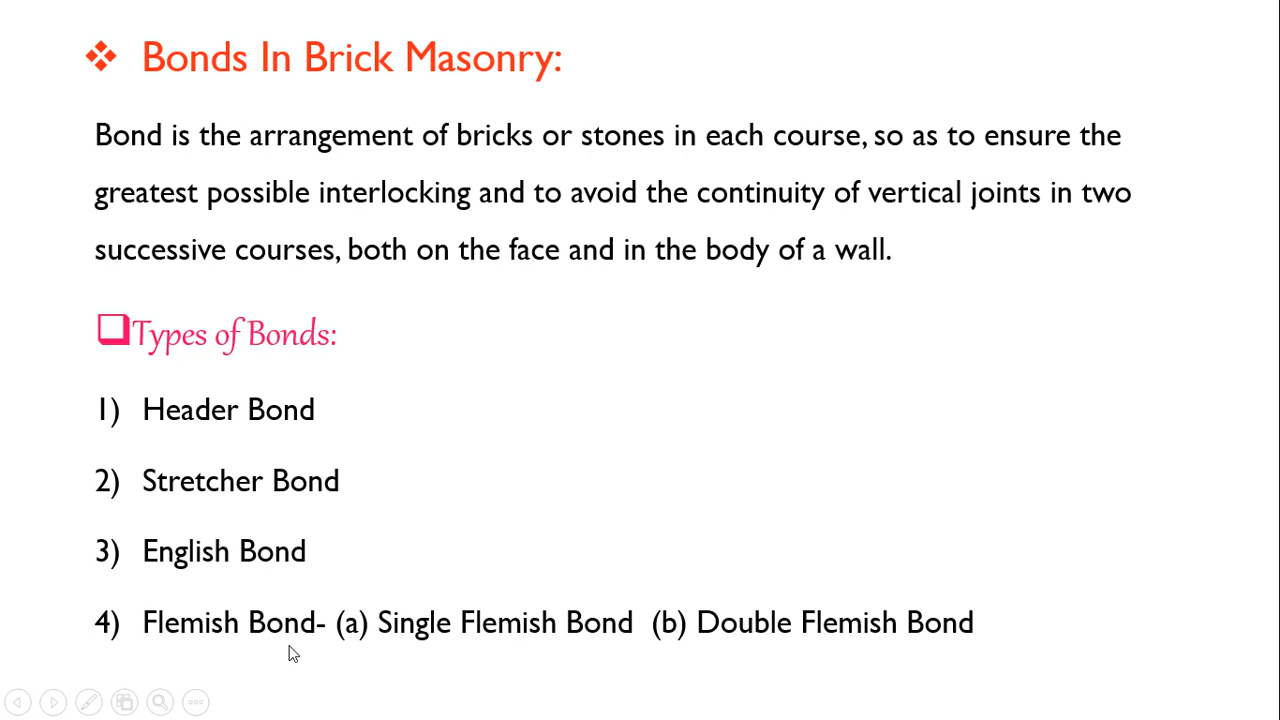 ❖ Bonds In Brick Masonry:
Bond is the arrangement of bricks or stones in each course, so as to ensure the
greatest possible interlocking and to avoid the continuity of vertical joints in two
successive courses, both on the face and in the body of a wall.
❑Types of Bonds:
1) Header Bond
2) Stretcher Bond
3) English Bond
4) Flemish Bond- (a) Single Flemish Bond (b) Double Flemish Bond